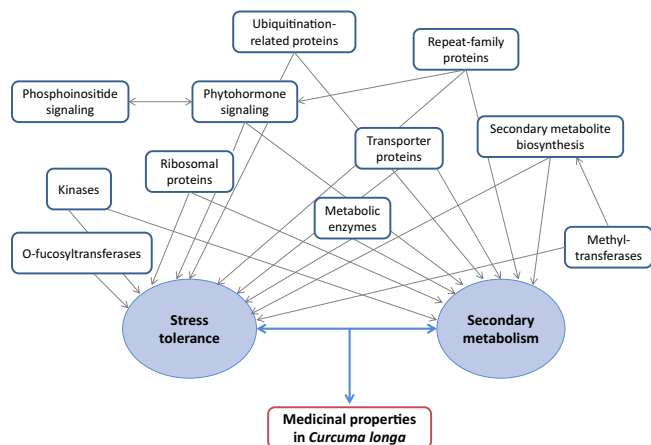 Ubiquitination-
related proteins
Repeat-family
proteins
Phosphoinositide
signaling
Phytohormone
signaling
Transporter
proteins
Secondary metabolite
biosynthesis
Ribosomal
proteins
Kinases
Metabolic
enzymes
O-fucosyltransferases
Methyl-
transferases
Stress
tolerance
Secondary
metabolism
Medicinal properties
in Curcuma longa